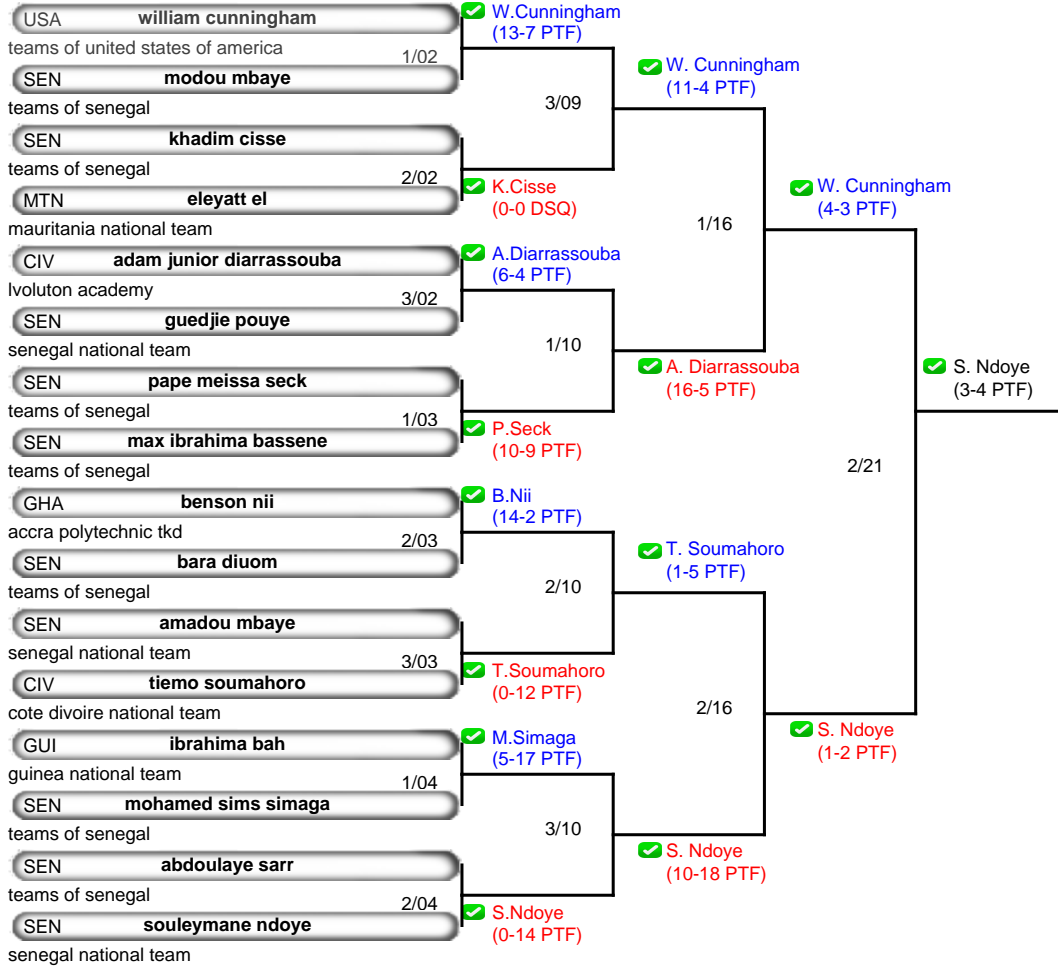 USA william cunningham
teams of united states of america
1/02
SEN modou mbaye
teams of senegal
SEN khadim cisse
teams of senegal
2/02
MTN eleyatt el
mauritania national team
CIV adam junior diarrassouba
lvoluton academy
3/02
SEN guedjie pouye
senegal national team
SEN pape meissa seck
teams of senegal
1/03
SEN max ibrahima bassene
teams of senegal
GHA benson nii
accra polytechnic tkd
2/03
SEN bara diuom
teams of senegal
SEN amadou mbaye
senegal national team
3/03
CIV tiemo soumahoro
cote divoire national team
GUI ibrahima bah
guinea national team
1/04
SEN mohamed sims simaga
teams of senegal
SEN abdoulaye sarr
teams of senegal
2/04
SEN souleymane ndoye
senegal national team
W.Cunningham
(13-7 PTF)
3/09
K.Cisse
(0-0 DSQ)
A.Diarrassouba
(6-4 PTF)
1/10
P.Seck
(10-9 PTF)
B.Nii
(14-2 PTF)
2/10
T.Soumahoro
(0-12 PTF)
M.Simaga
(5-17 PTF)
3/10
S.Ndoye
(0-14 PTF)
W. Cunningham
(11-4 PTF)
1/16
A. Diarrassouba
(16-5 PTF)
T. Soumahoro
(1-5 PTF)
2/16
S. Ndoye
(10-18 PTF)
W. Cunningham
(4-3 PTF)
2/21
S. Ndoye
(1-2 PTF)
S. Ndoye
(3-4 PTF)